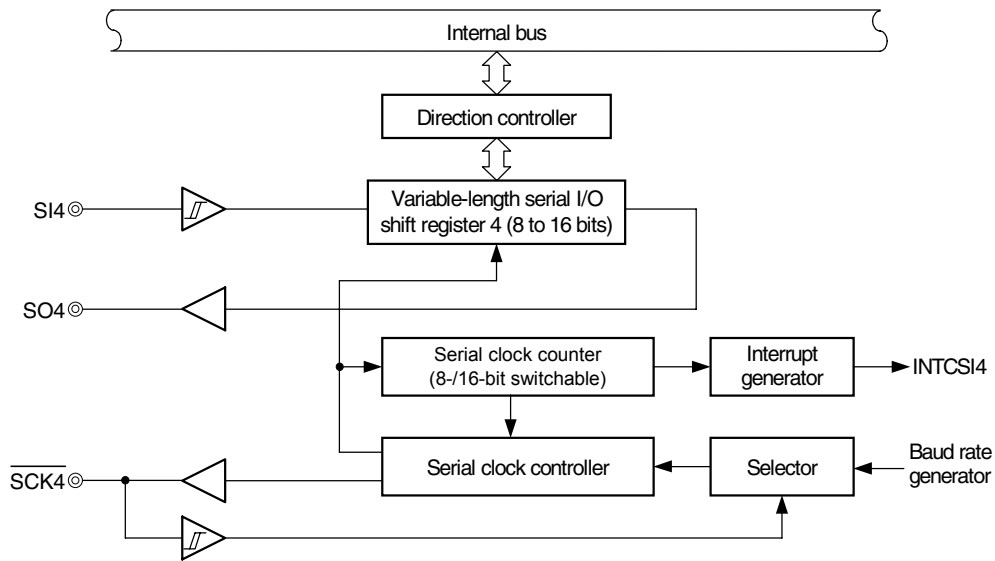 Internal bus
Direction controller
SI4
Variable-length serial I/O
shift register 4 (8 to 16 bits)
SO4
Serial clock counter
(8-/16-bit switchable)
Interrupt
generator
INTCSI4
SCK4
Serial clock controller
Selector
Baud rate
generator